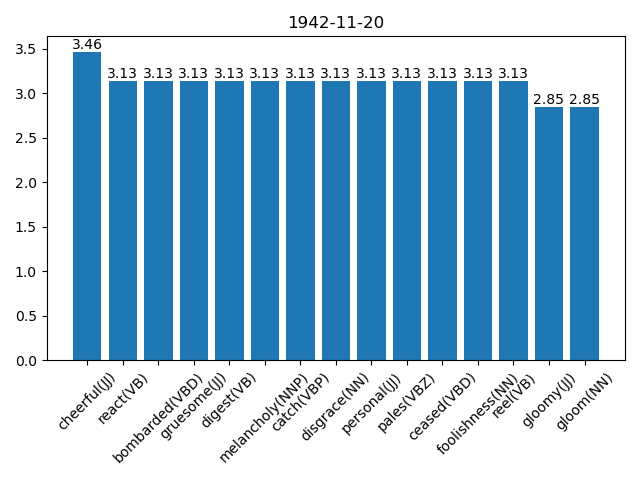 1942-11-20
3.46 3.13 3.13 3.13 3.13 3.13 3.13 3.13 3.13 3.13 3.13 3.13 3.13 2.85 2.85
3.5
3.0
2.5
2.0
1.5
1.0
0.5
0.0
cheerful(JJ)
react(VB)
bombarded(VBD)
gruesome(JJ)
digest(VB)
melancholy(NNP)
catch(VBP)
disgrace(NN)
personal(JJ)
pales(VBZ)
ceased(VBD)
foolishness(NN)
reel(VB)
gloomy(JJ)
gloom(NN)